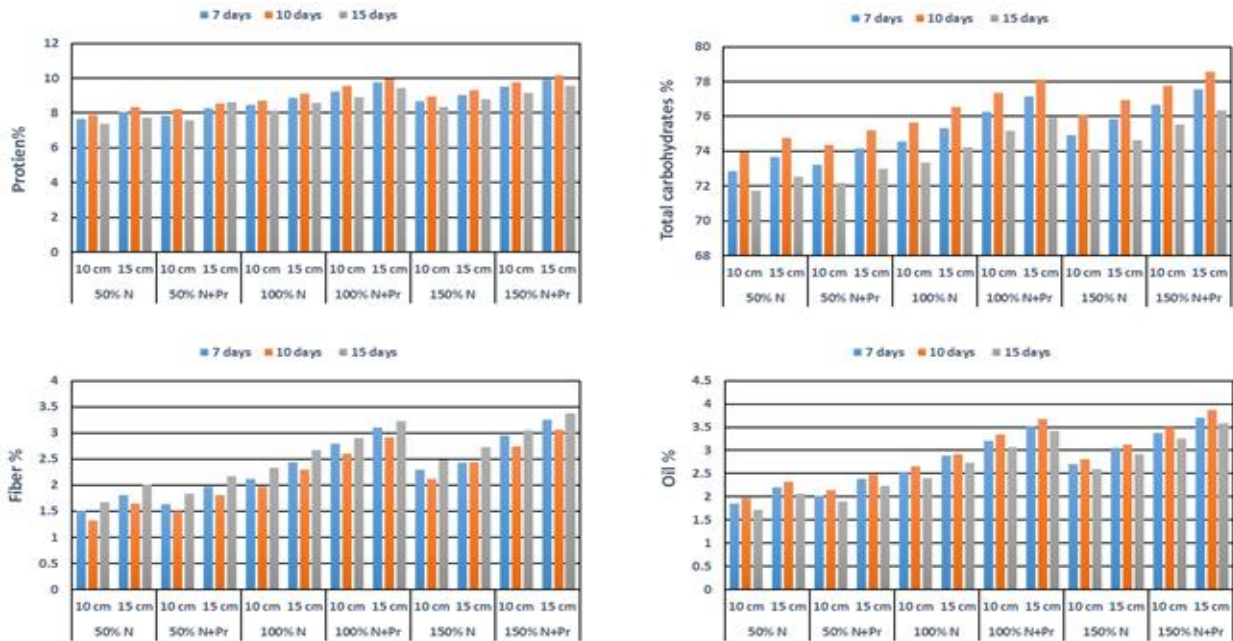 7 days 10 days 15 days
Protien%
12
10
8
6
4
2
0
10 cm 15 cm 10 cm 15 cm 10 cm 15 cm 10 cm 15 cm 10 cm 15 cm 10 cm 15 cm
50% N 50% N+Pr 100% N 100% N+Pr 150% N 150% N+Pr
7 days 10 days 15 days
Total carbohydrates %
80
78
76
74
72
70
68
10 cm 15 cm 10 cm 15 cm 10 cm 15 cm 10 cm 15 cm 10 cm 15 cm 10 cm 15 cm
50% N 50% N+Pr 100% N 100% N+Pr 150% N 150% N+Pr
7 days 10 days 15 days
Fiber %
4
3.5
3
2.5
2
1.5
1
0.5
0
10 cm 15 cm 10 cm 15 cm 10 cm 15 cm 10 cm 15 cm 10 cm 15 cm 10 cm 15 cm
50% N 50% N+Pr 100% N 100% N+Pr 150% N 150% N+Pr
7 days 10 days 15 days
Oil %
4.5
4
3.5
3
2.5
2
1.5
1
0.5
0
10 cm 15 cm 10 cm 15 cm 10 cm 15 cm 10 cm 15 cm 10 cm 15 cm 10 cm 15 cm
50% N 50% N+Pr 100% N 100% N+Pr 150% N 150% N+Pr